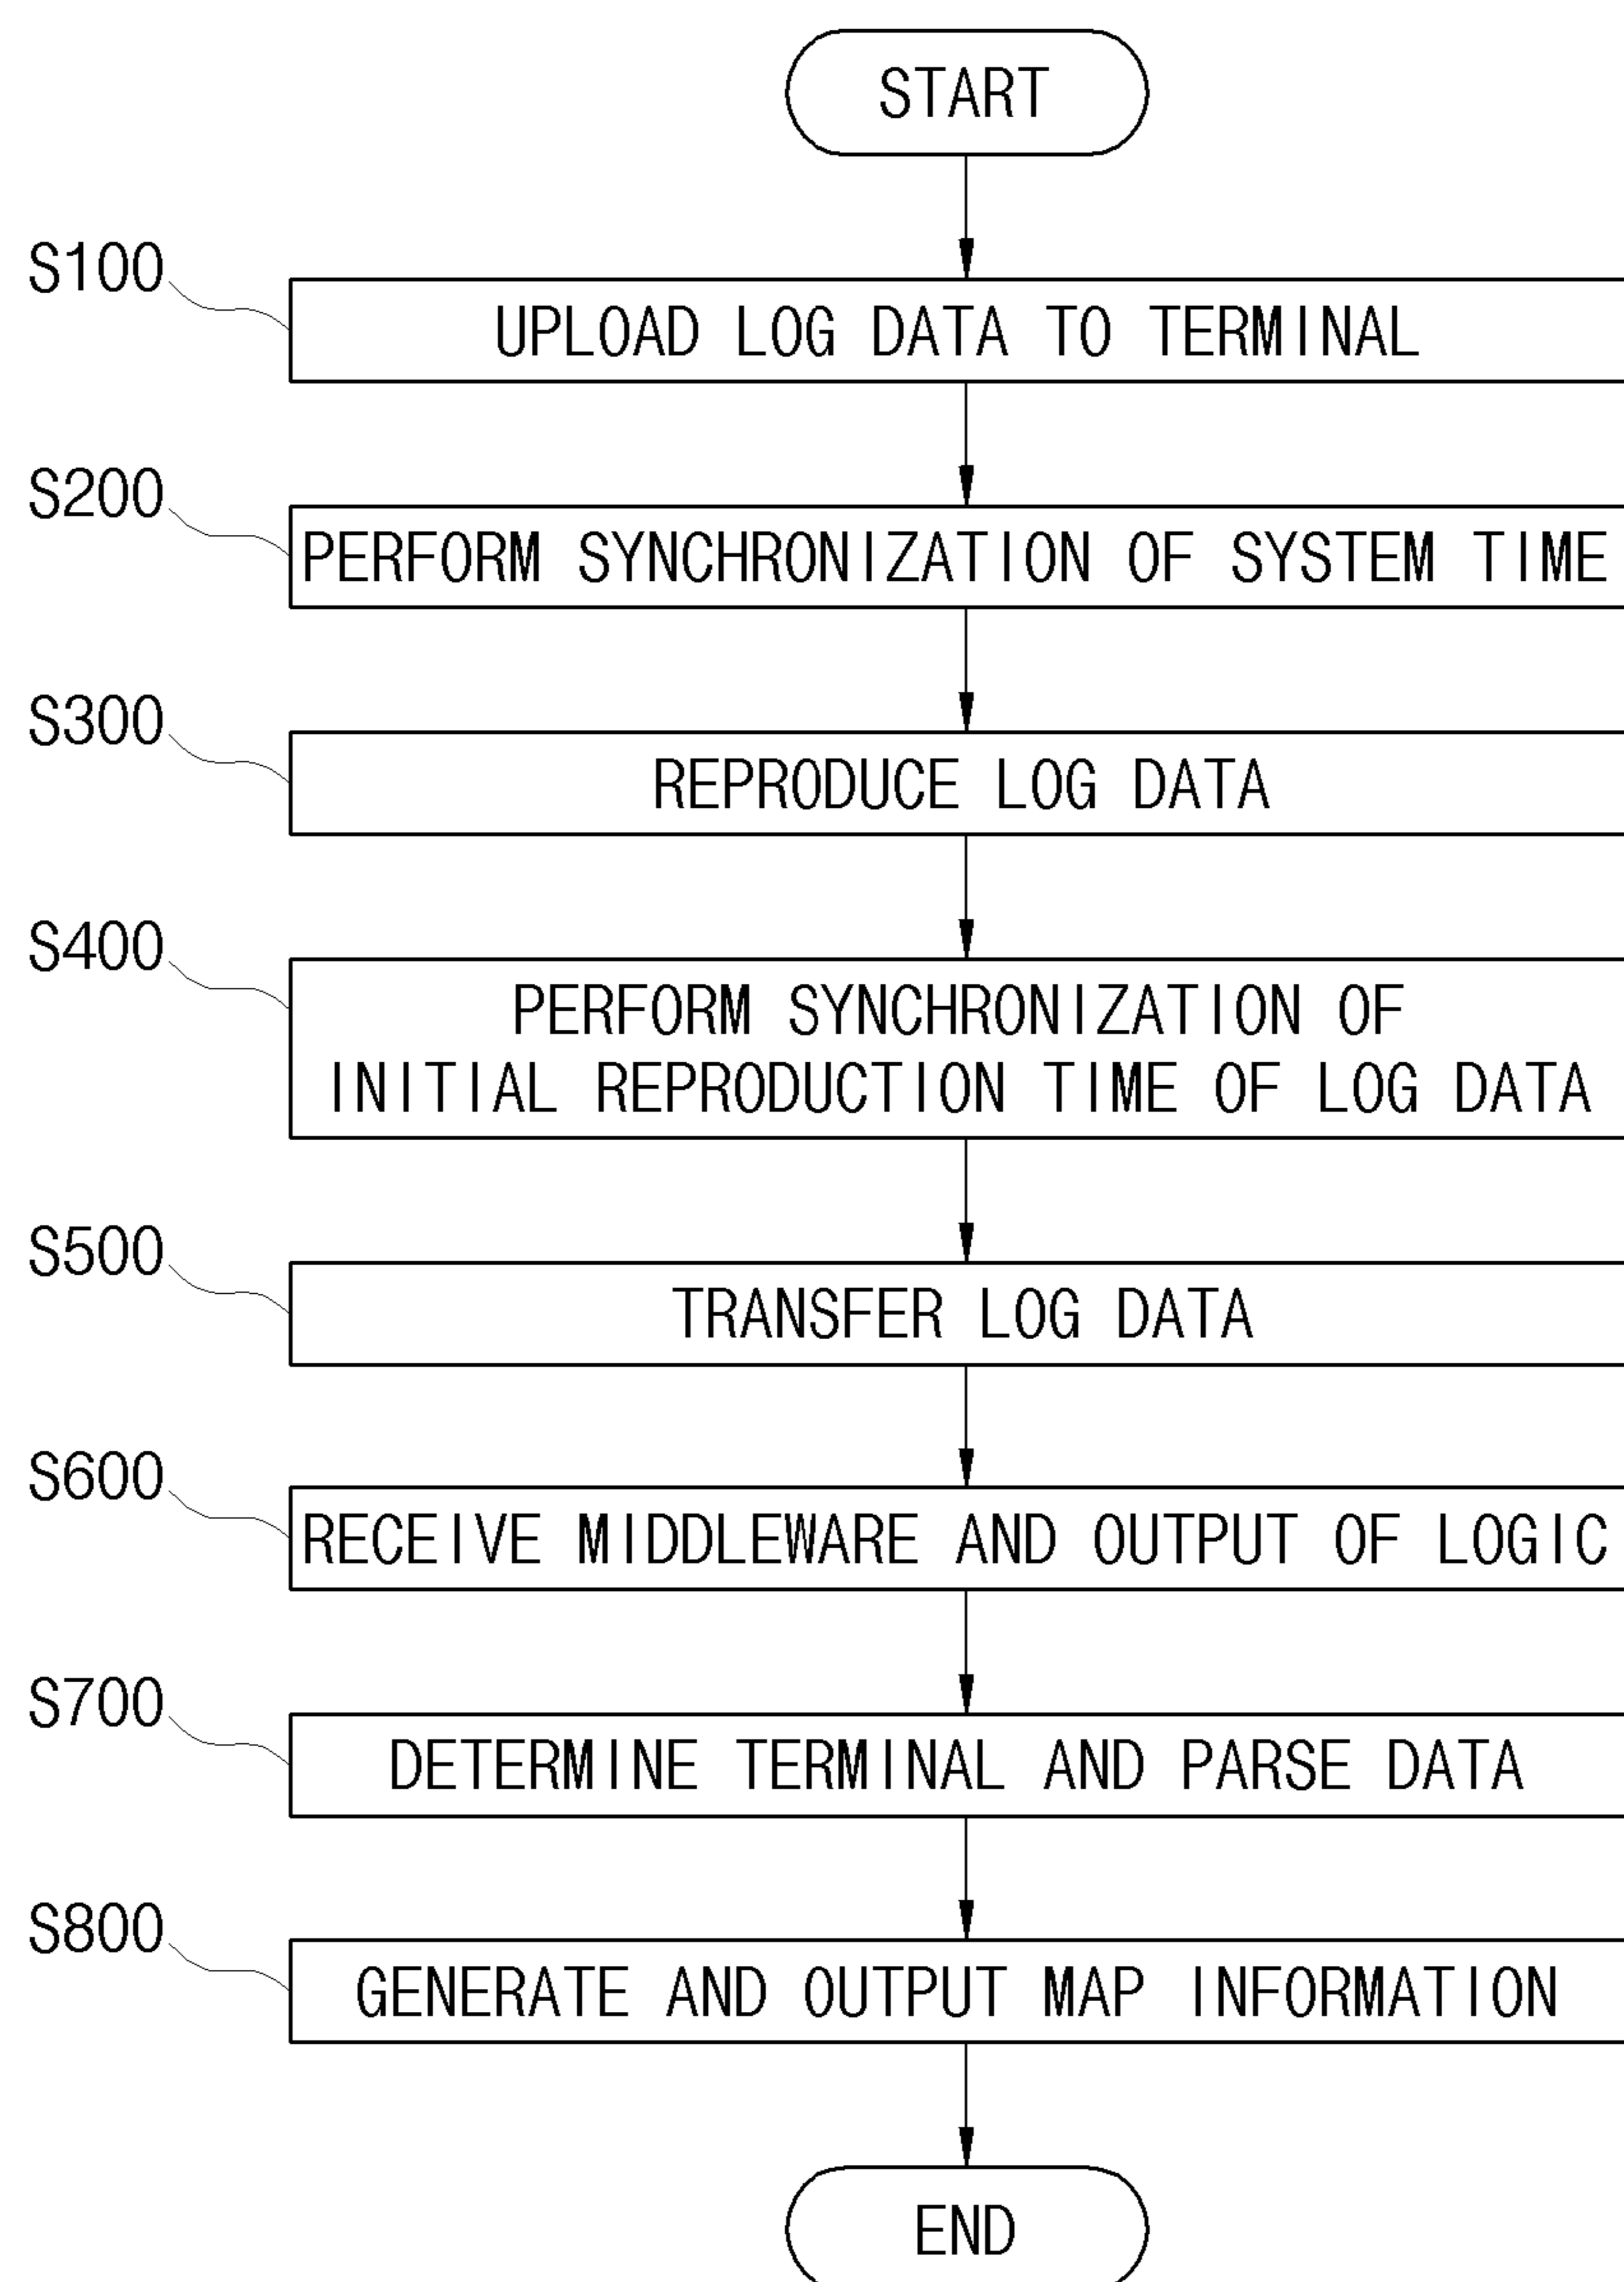 START
S100
UPLOAD LOG DATA TO TERMINAL
S200
PERFORM SYNCHRONIZATION OF SYSTEM TIME
S300
REPRODUCE LOG DATA
S400
PERFORM SYNCHRONIZATION OF
INITIAL REPRODUCTION TIME OF LOG DATA
S500
TRANSFER LOG DATA
S600
RECEIVE MIDDLEWARE AND OUTPUT OF LOGIC
S700
DETERMINE TERMINAL AND PARSE DATA
S800
GENERATE AND OUTPUT MAP INFORMATION
END